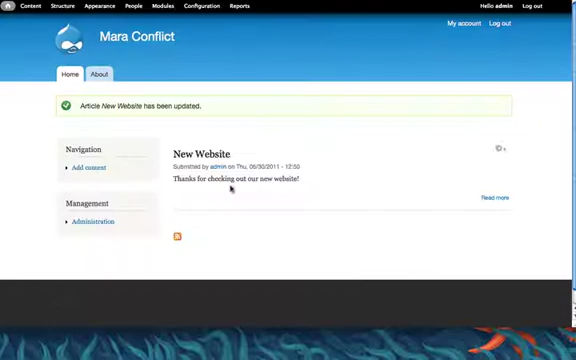 Content Structure Appearance People Modules Configuration Reports Hello admin Log out
My account Log out
Mara Conflict
Home About
Article New Website has been updated.
Navigation
Add content
Management
Administration
New Website
Submitted by admin on Thu, 06/30/2011 - 12:50
Thanks for checking out our new website!
Read more